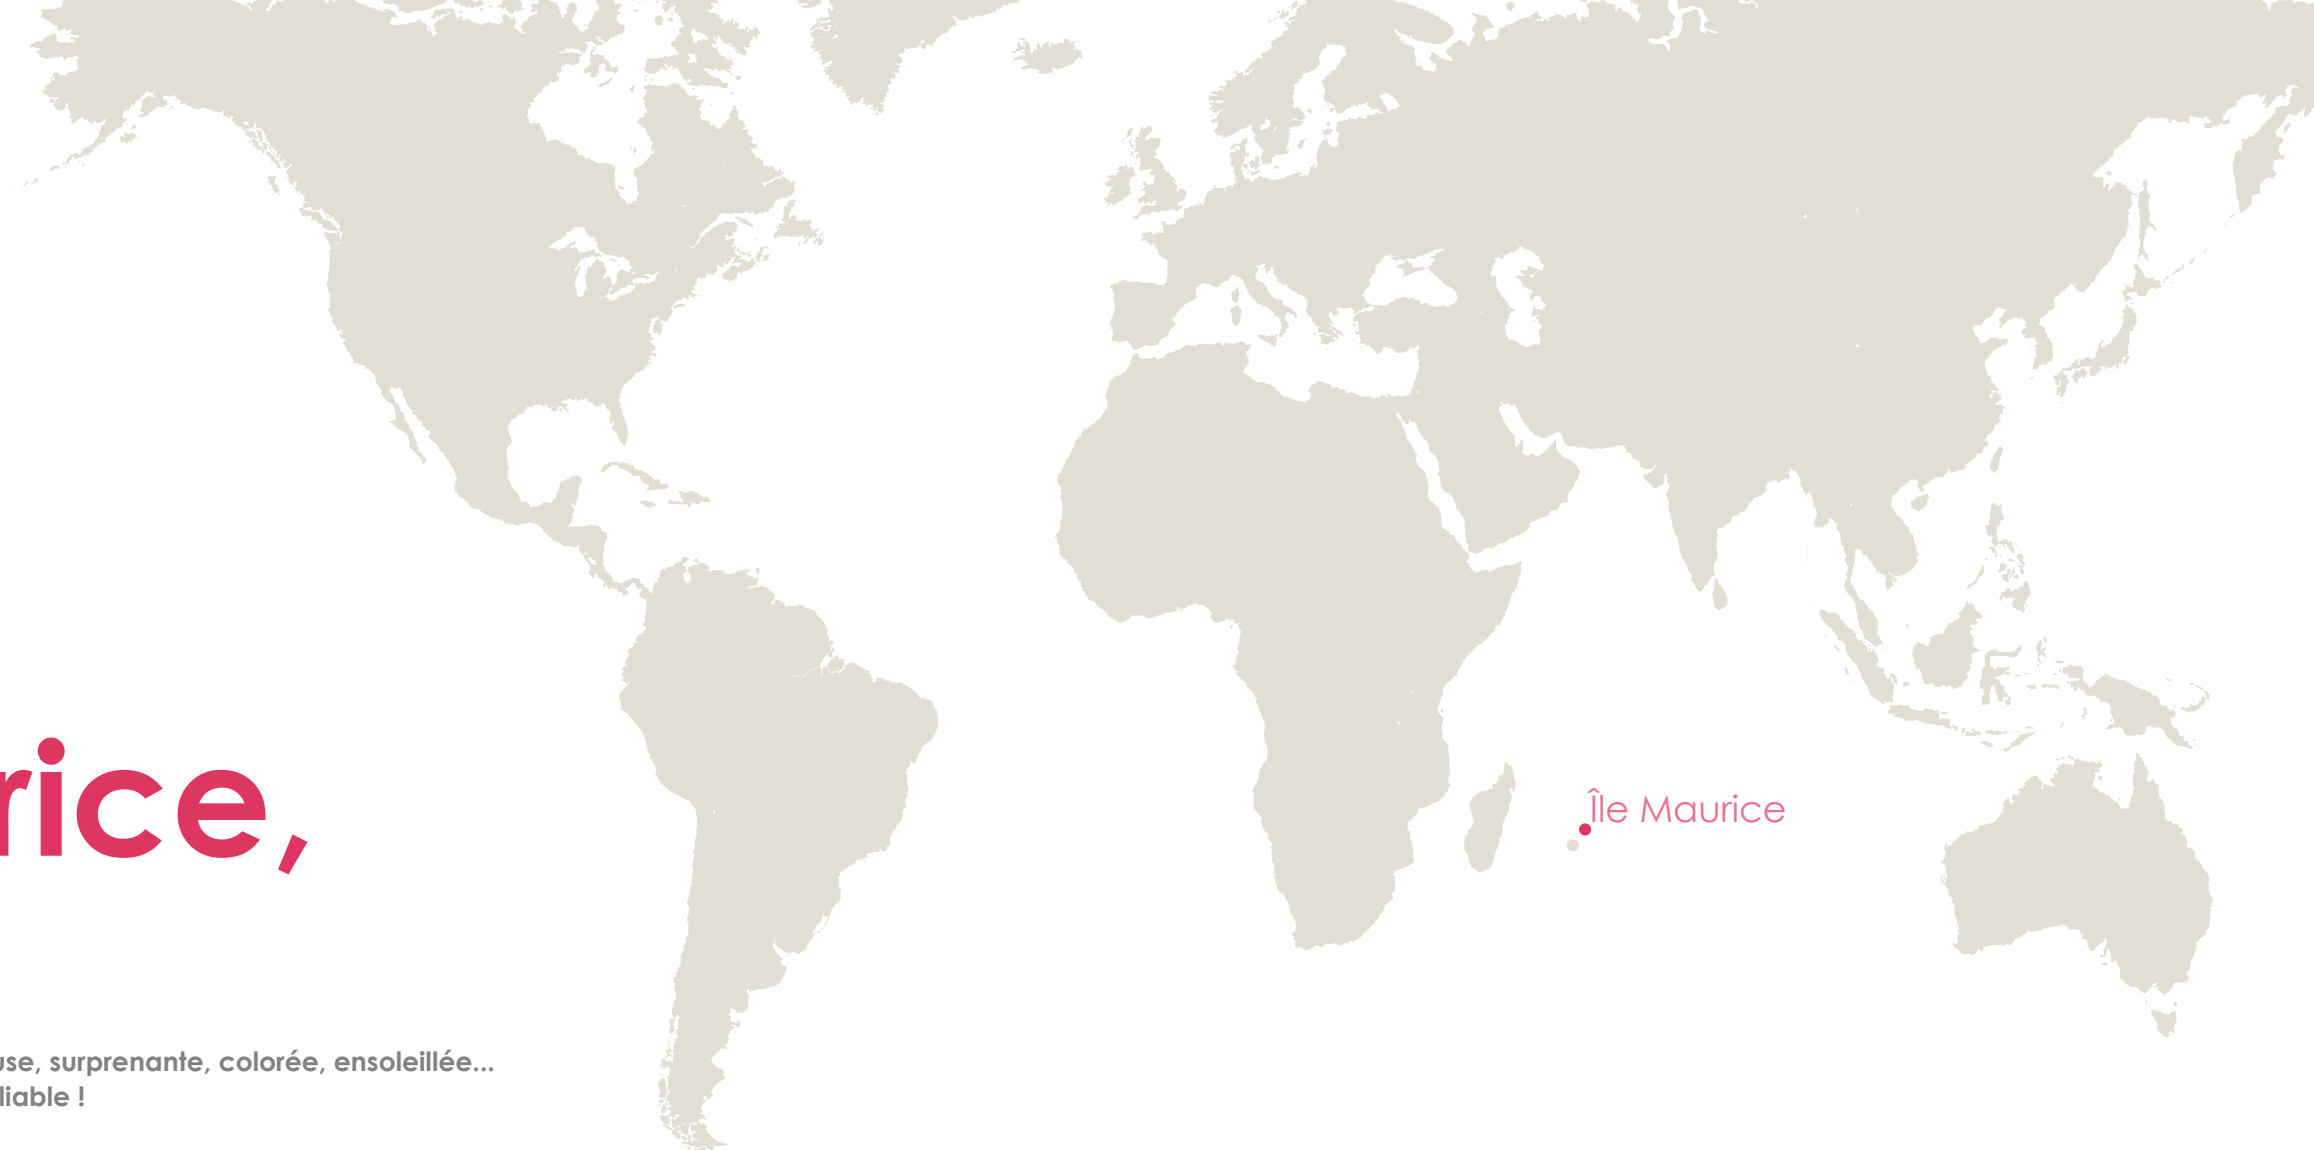 rice,
Île Maurice
use, surprenante, colorée, ensoleillée...
liable !